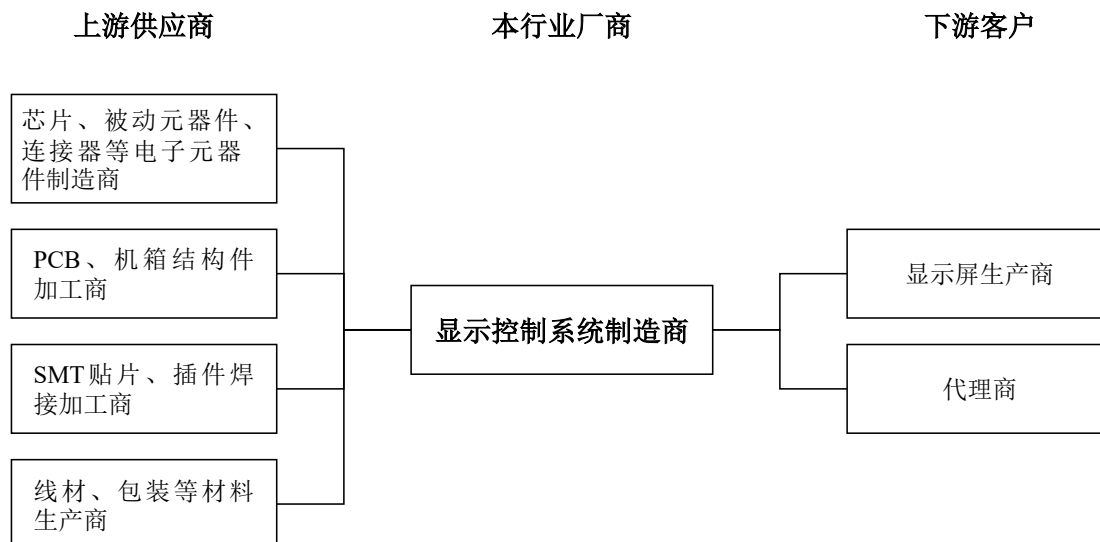 上游供应商
本行业厂商
下游客户
芯片、被动元器件、
连接器等电子元器
件制造商
PCB、机箱结构件
加工商
SMT贴片、插件焊
接加工商
线材、包装等材料
生产商
显示控制系统制造商
显示屏生产商
代理商